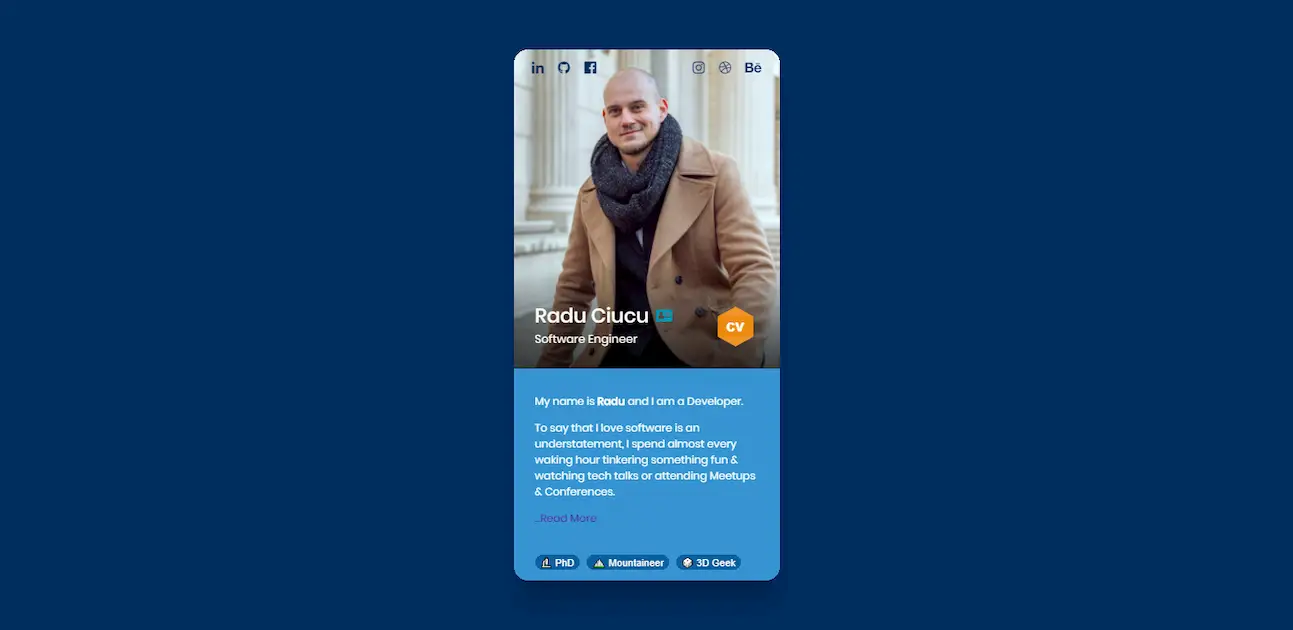 in
Bē
Radu Ciucu
CV
Software Engineer
My name is Radu and I am a Developer.
To say that I love software is an
understatement, I spend almost every
waking hour tinkering something fun &
watching tech talks or attending Meetups
& Conferences.
...Read More
PhD
Mountaineer
3D Geek